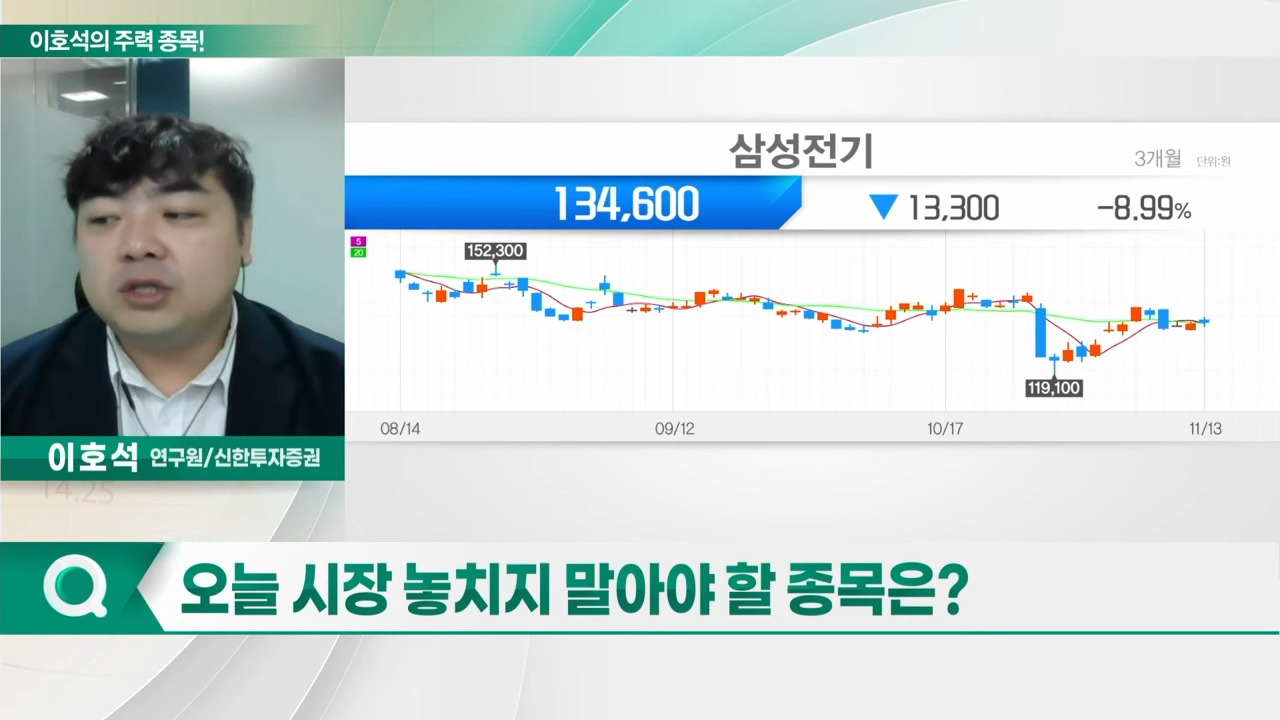 이호석의 주력 종목!
삼성전기
3개월 단위:원
134,600 ▼ 13,300 -8.99%
5
20
152,300
119,100
08/14 09/12 10/17 11/13
이호석 연구원/신한투자증권
14.25
오늘 시장 놓치지 말아야 할 종목은?